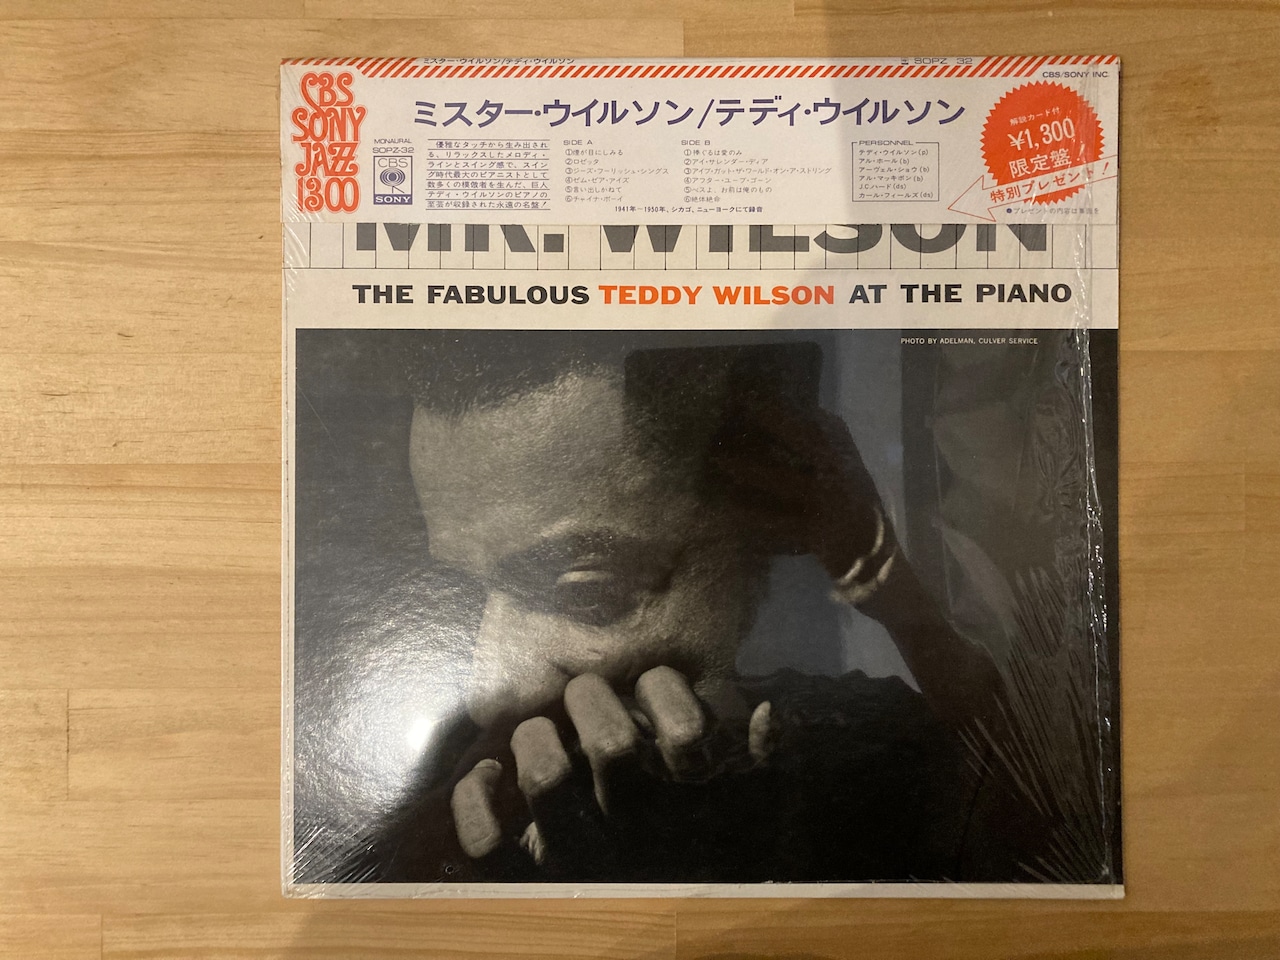 ミスター・ウイルソン/テディ・ウイルソン
SOPZ 32
CBS/SONY INC.
CBS
SONY
JAZZ
1300
ミスター・ウイルソン/テディ・ウイルソン
MONAURAL
SOPZ-32
CBS
SONY
優雅なタッチから生み出され
る、リラックスしたメロディ・
ラインとスイング感で、スイン
グ時代最大のピアニストとして
数多くの模倣者を生んだ、巨人
テディ・ウイルソンのピアノの
至芸が収録された永遠の名盤!
SIDE A
①煙が目にしみる
②ロゼッタ
③ジーズ・フーリッシュ・シングス
④ゼム・ゼア・アイズ
⑤言い出しかねて
⑥チャイナ・ボーイ
SIDE B
①捧ぐるは愛のみ
②アイ・サレンダー・ディア
③アイブ・ガット・ザ・ワールド・オン・ア・ストリング
④アフター・ユーブ・ゴーン
⑤ベスよ、お前は俺のもの
⑥絶体絶命
1941年〜1950年、シカゴ、ニューヨークにて録音
PERSONNEL
テディ・ウイルソン(p)
アル・ホール(b)
アーヴェル・ショウ(b)
アル・マッキボン(b)
J.C.ハード(ds)
カール・フィールズ(ds)
解説カード付
¥1,300
限定盤!
特別プレゼント!
●プレゼントの内容は裏面を
MR. WILSON
THE FABULOUS TEDDY WILSON AT THE PIANO
PHOTO BY ADELMAN, CULVER SERVICE